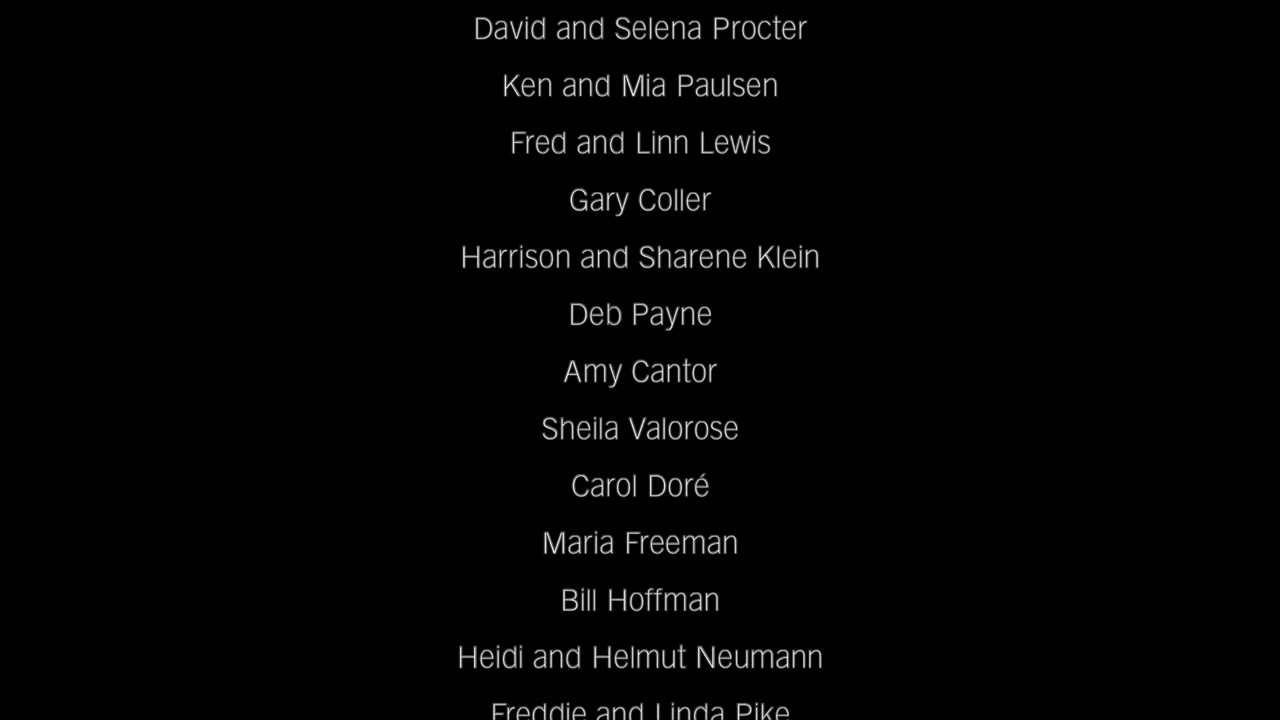 David and Selena Procter
Ken and Mia Paulsen
Fred and Linn Lewis
Gary Coller
Harrison and Sharene Klein
Deb Payne
Amy Cantor
Sheila Valorose
Carol Doré
Maria Freeman
Bill Hoffman
Heidi and Helmut Neumann
Freddie and Linda Pike